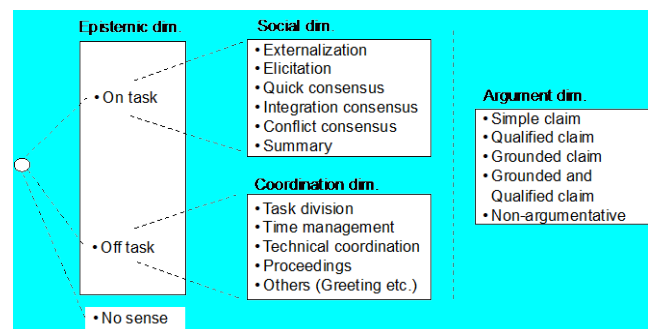 Epistemic dim.
• On task
• Off task
• No sense
Social dim.
• Externalization
• Elicitation
• Quick consensus
• Integration consensus
• Conflict consensus
• Summary
Coordination dim.
• Task division
• Time management
• Technical coordination
• Proceedings
• Others (Greeting etc.)
Argument dim.
• Simple claim
• Qualified claim
• Grounded claim
• Grounded and
Qualified claim
• Non-argumentative